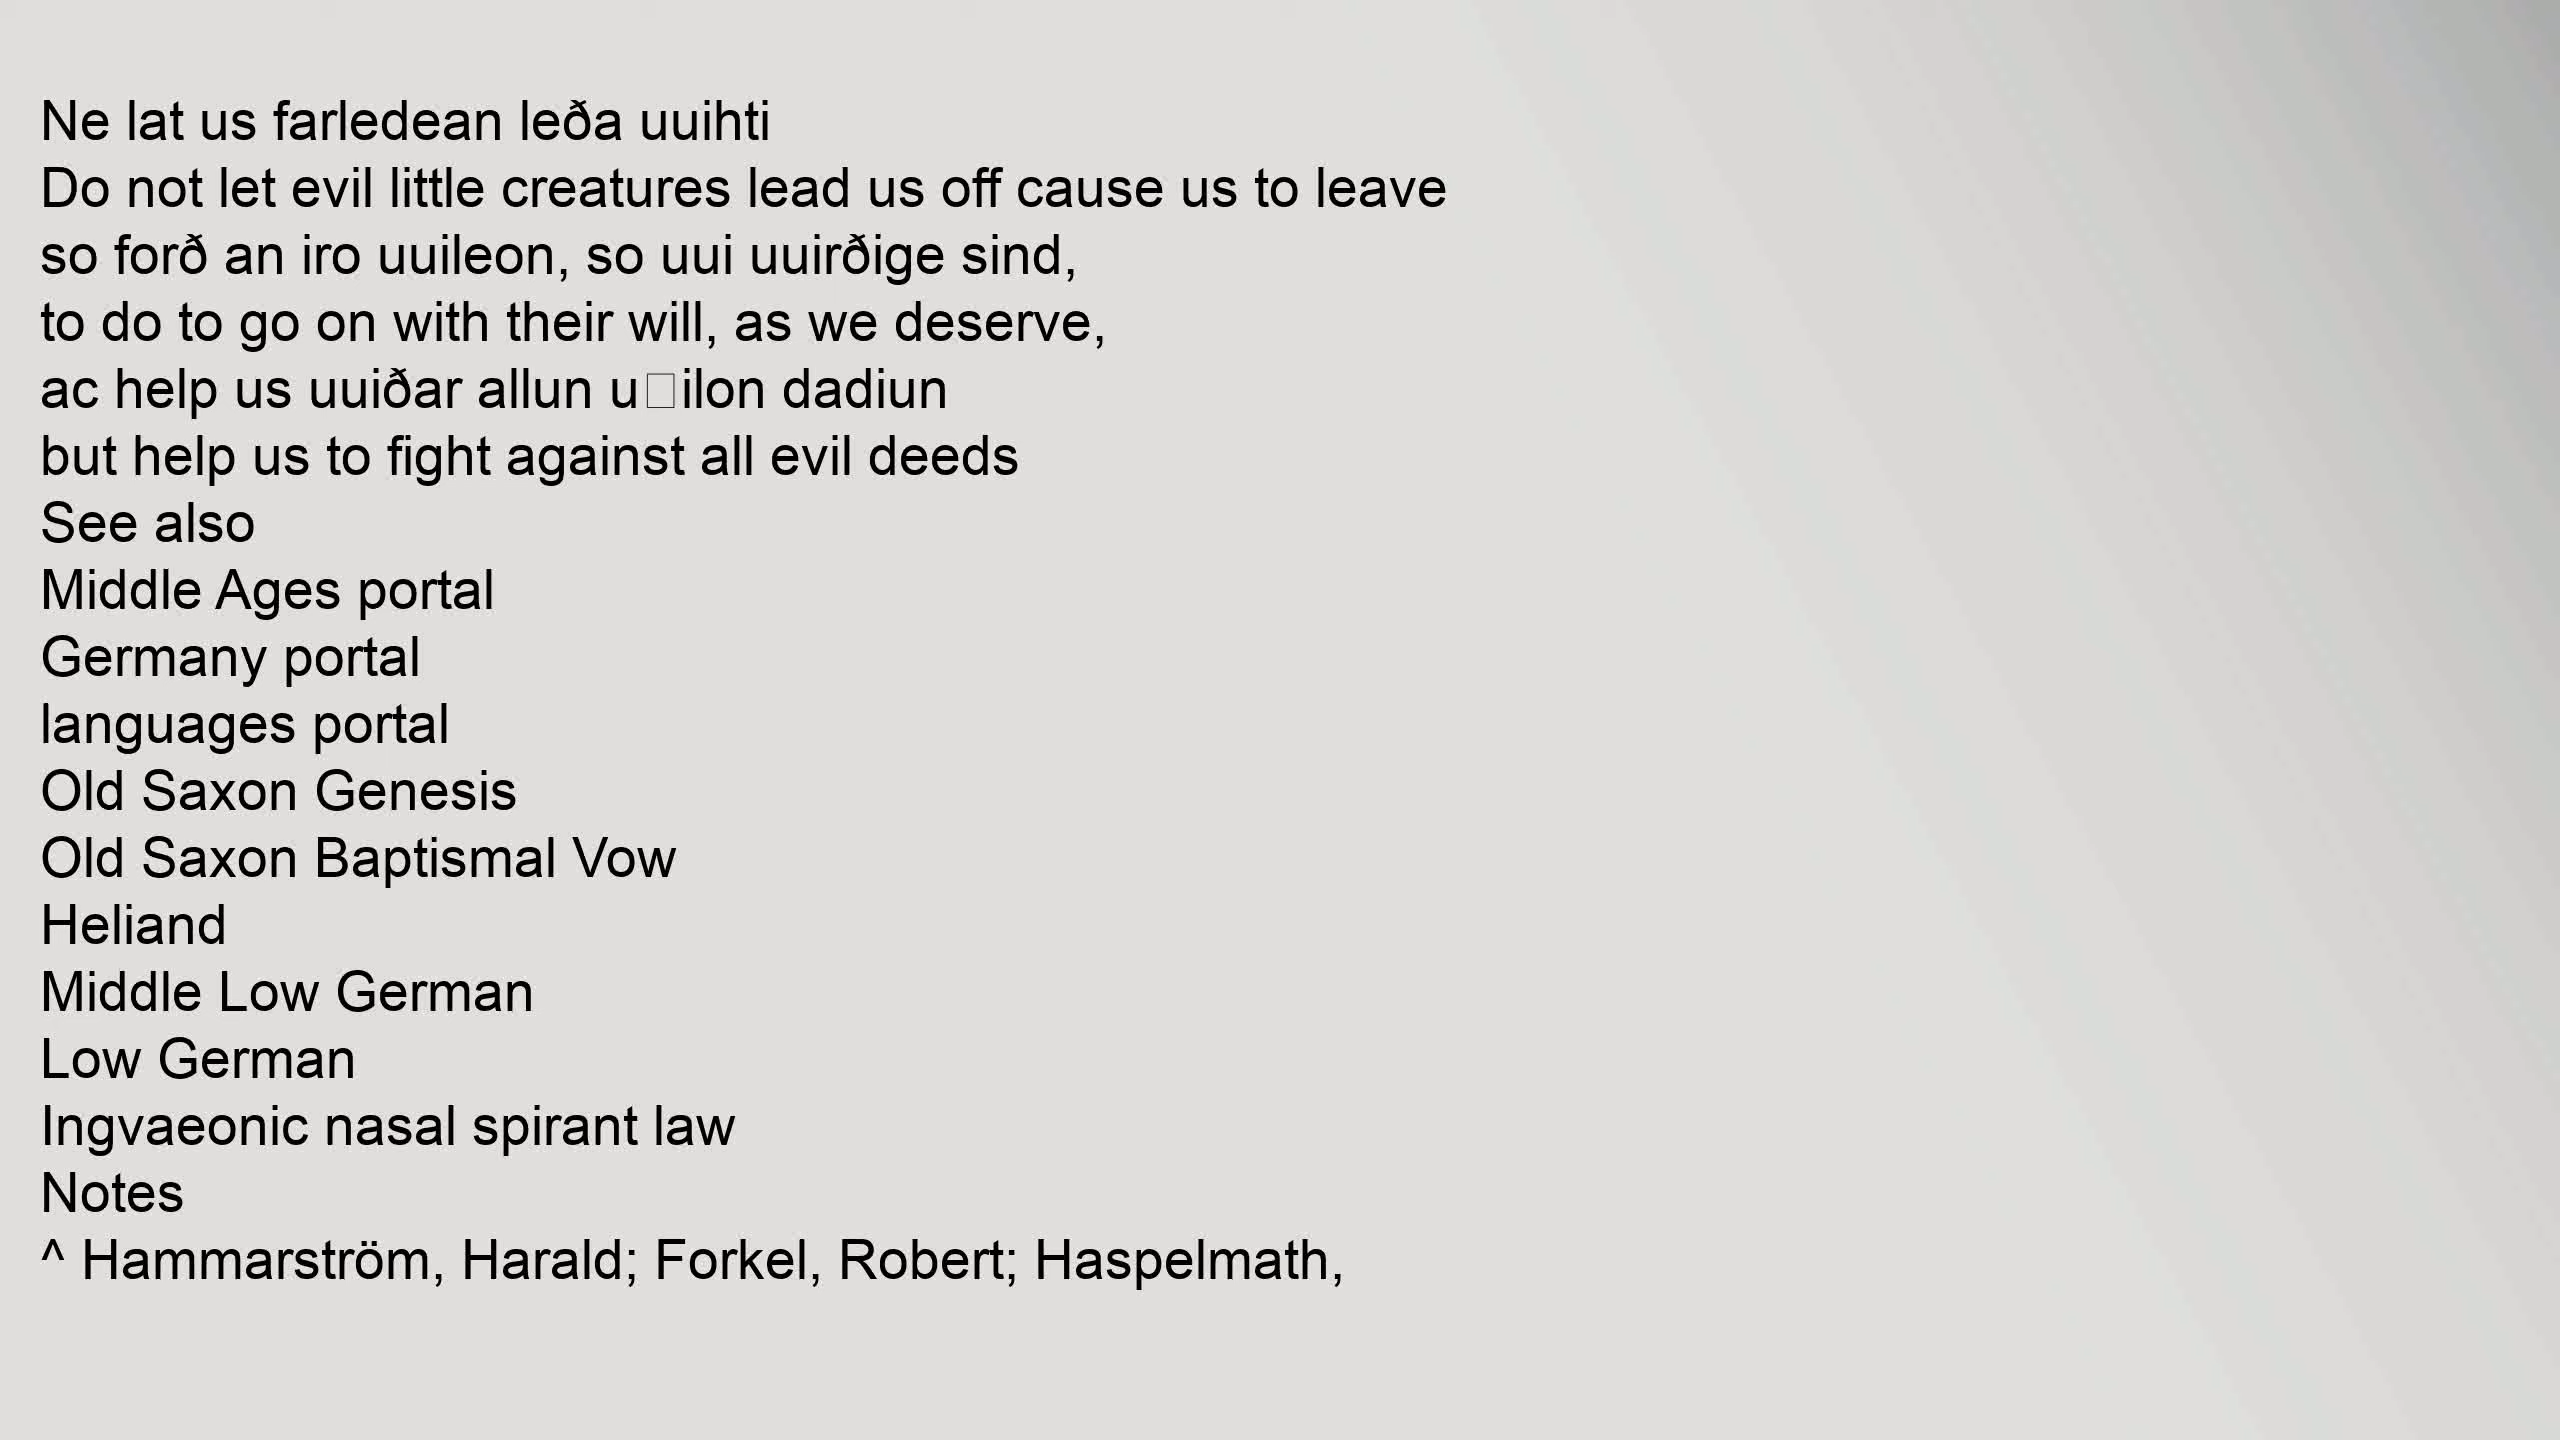 Ne lat us farledean leða uuihti
Do not let evil little creatures lead us off cause us to leave
so forð an iro uuileon, so uui uuirðige sind,
to do to go on with their will, as we deserve,
ac help us uuiðar allun u□ilon dadiun
but help us to fight against all evil deeds
See also
Middle Ages portal
Germany portal
languages portal
Old Saxon Genesis
Old Saxon Baptismal Vow
Heliand
Middle Low German
Low German
Ingvaeonic nasal spirant law
Notes
^ Hammarström, Harald; Forkel, Robert; Haspelmath,